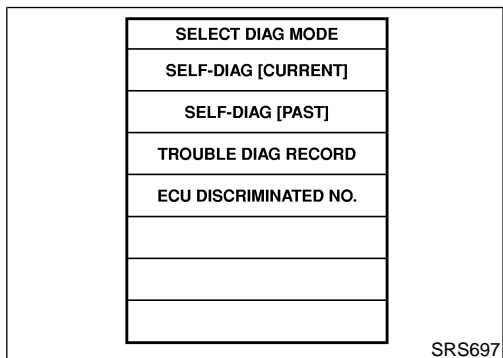 SELECT DIAG MODE
SELF-DIAG [CURRENT]
SELF-DIAG [PAST]
TROUBLE DIAG RECORD
ECU DISCRIMINATED NO.
SRS697